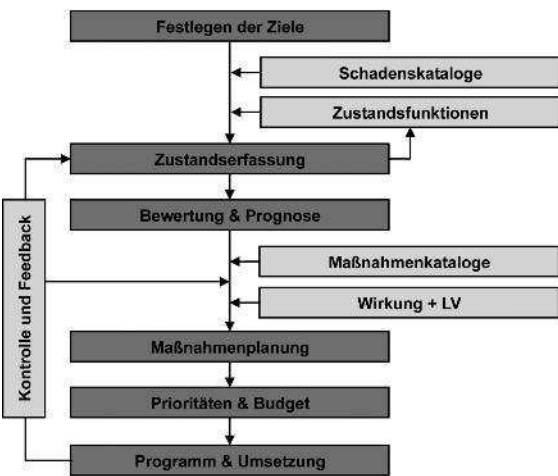 Festlegen der Ziele
Schadenskataloge
Zustandsfunktionen
Zustandserfassung
Bewertung & Prognose
Maßnahmenkataloge
Kontrolle und Feedback
Wirkung + LV
Maßnahmenplanung
Prioritäten & Budget
Programm & Umsetzung